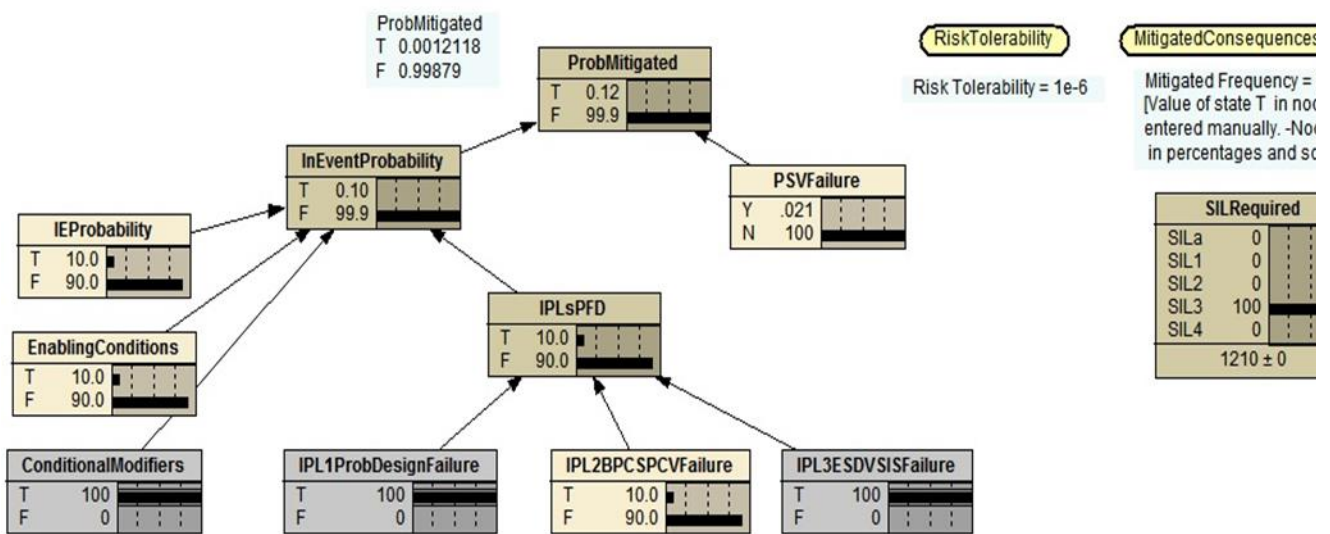 ProbMitigated
T 0.0012118
F 0.99879
ProbMitigated
T 0.12
F 99.9
RiskTolerability
Risk Tolerability = 1e-6
MitigatedConsequences
Mitigated Frequency =
[Value of state T in
entered manually.
in percentages and
InEventProbability
T 0.10
F 99.9
PSVFailure
Y .021
N 100
SILRequired
SILa 0
SIL1 0
SIL2 0
SIL3 100
SIL4 0
1210 ± 0
IEProbability
T 10.0
F 90.0
IPLsPFD
T 10.0
F 90.0
EnablingConditions
T 10.0
F 90.0
ConditionalModifiers
T 100
F 0
IPL1ProbDesignFailure
T 100
F 0
IPL2BPCSPCVFailure
T 10.0
F 90.0
IPL3ESDVSISFailure
T 100
F 0